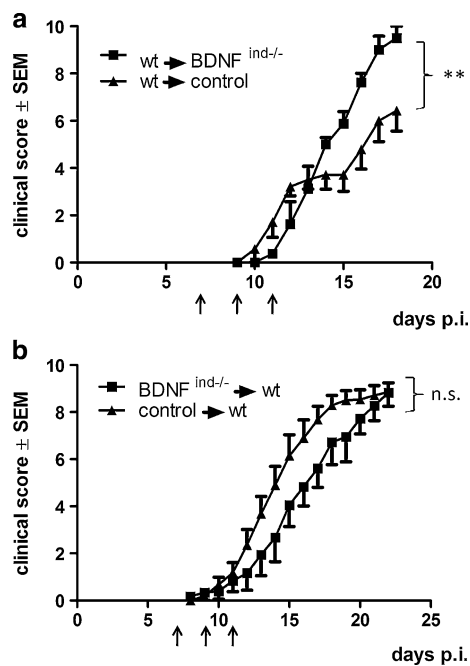 a
clinical score ± SEM
10
8
6
4
2
0
wt → BDNF ind-/-
wt → control
**
0 5 10 15 20
days p.i.
b
clinical score ± SEM
10
8
6
4
2
0
BDNF ind-/- → wt
control → wt
n.s.
0 5 10 15 20 25
days p.i.